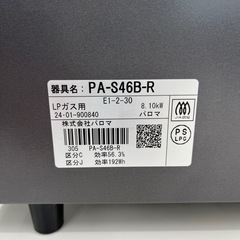 器具名: PA-S46B-R
E1-2-30
LPガス用 8.10kW
24-01-900840 パロマ
株式会社パロマ
305 PA-S46B-R
区分C 効率56.3%
区分J 効率192Wh
PS
LPG